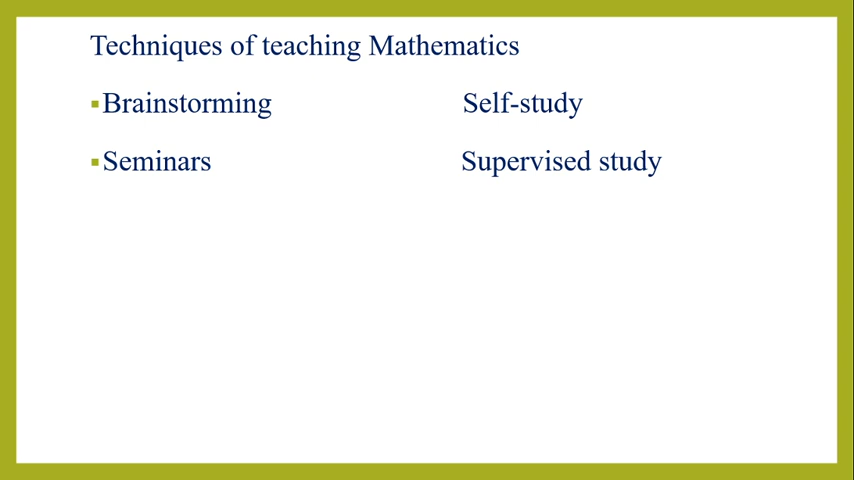 Techniques of teaching Mathematics
▪Brainstorming Self-study
▪Seminars Supervised study